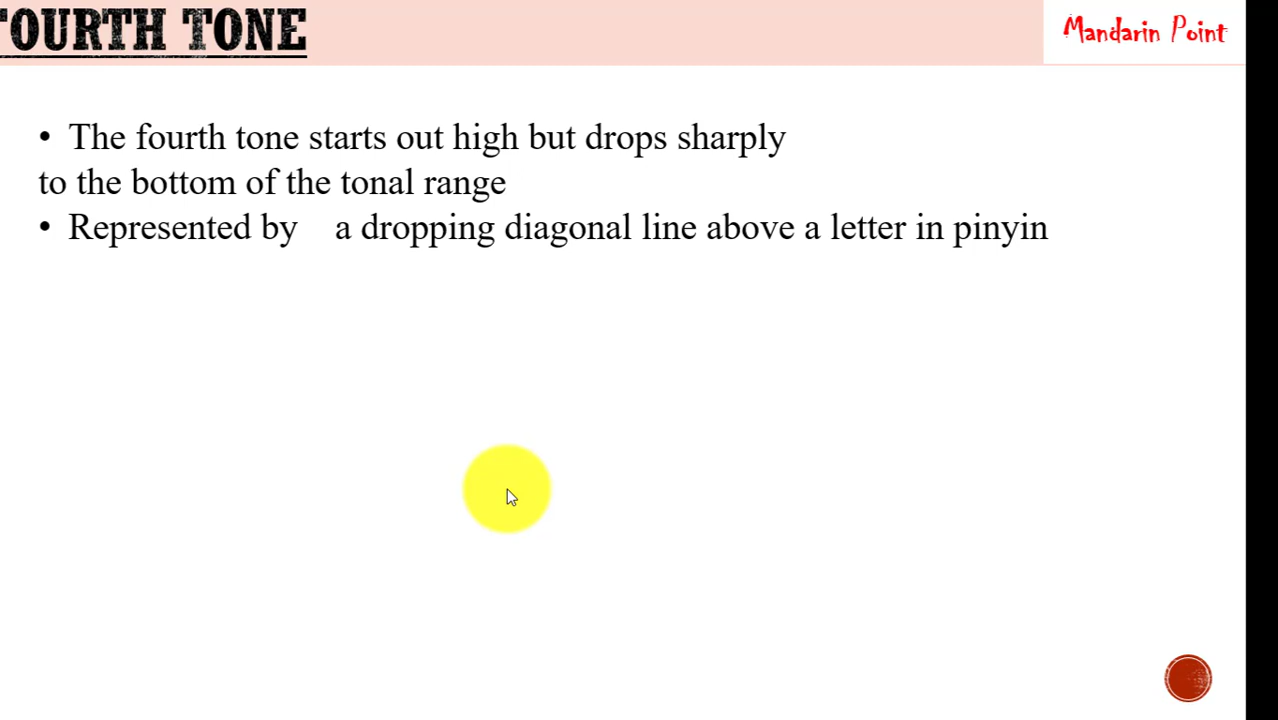 FOURTH TONE
Mandarin Point
• The fourth tone starts out high but drops sharply
to the bottom of the tonal range
• Represented by a dropping diagonal line above a letter in pinyin